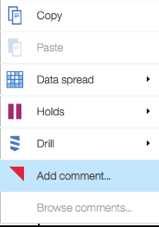 Copy
Paste
Data spread
Holds
Drill
Add comment...
Browse comments...